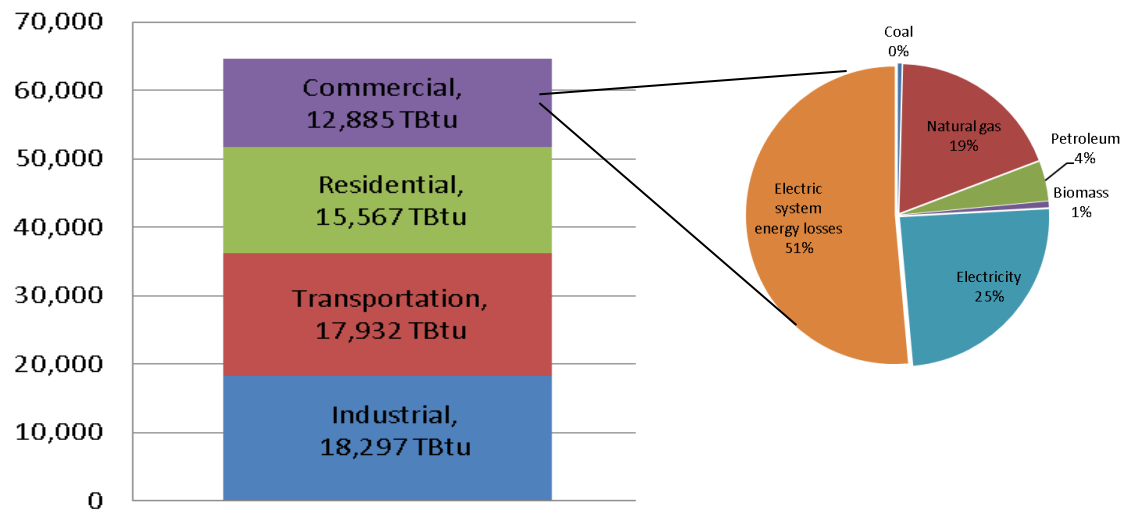 70,000
60,000
50,000
40,000
30,000
20,000
10,000
0
Commercial,
12,885 TBtu
Residential,
15,567 TBtu
Transportation,
17,932 TBtu
Industrial,
18,297 TBtu
Coal
0%
Natural gas
19%
Petroleum
4%
Biomass
1%
Electricity
25%
Electric
system
energy losses
51%